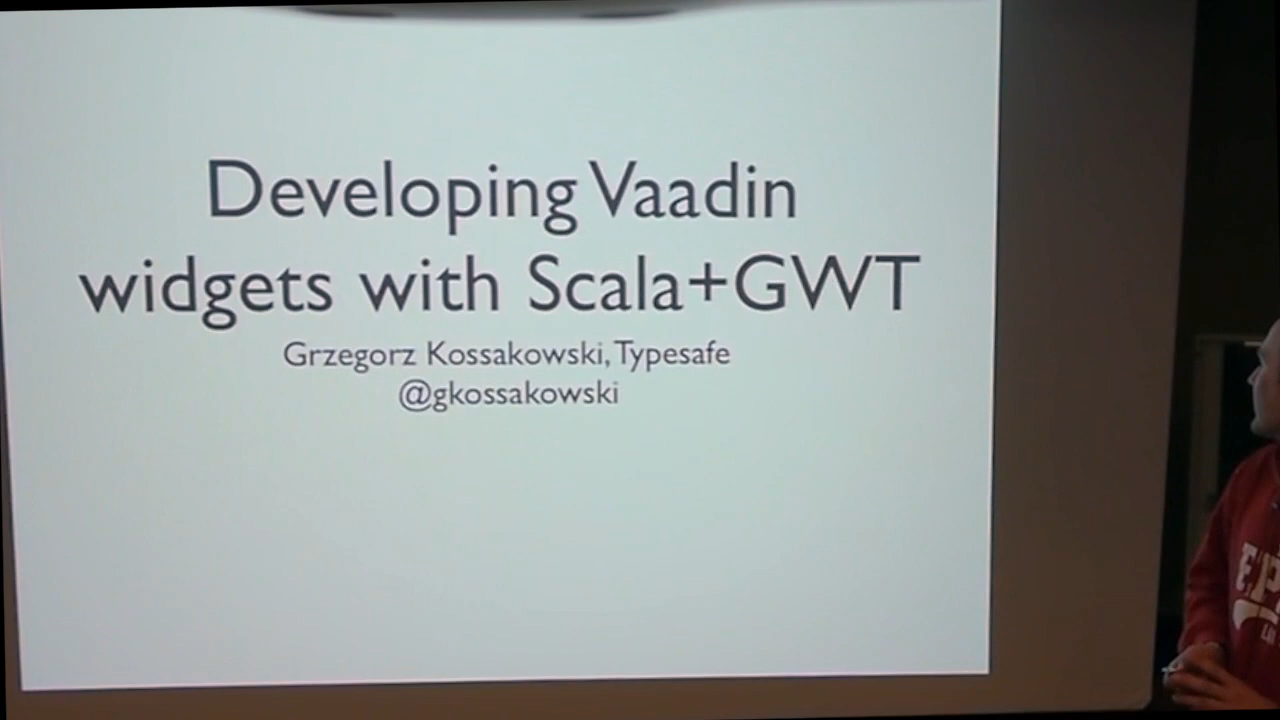 Developing Vaadin
widgets with Scala+GWT
Grzegorz Kossakowski, Typesafe
@gkossakowski